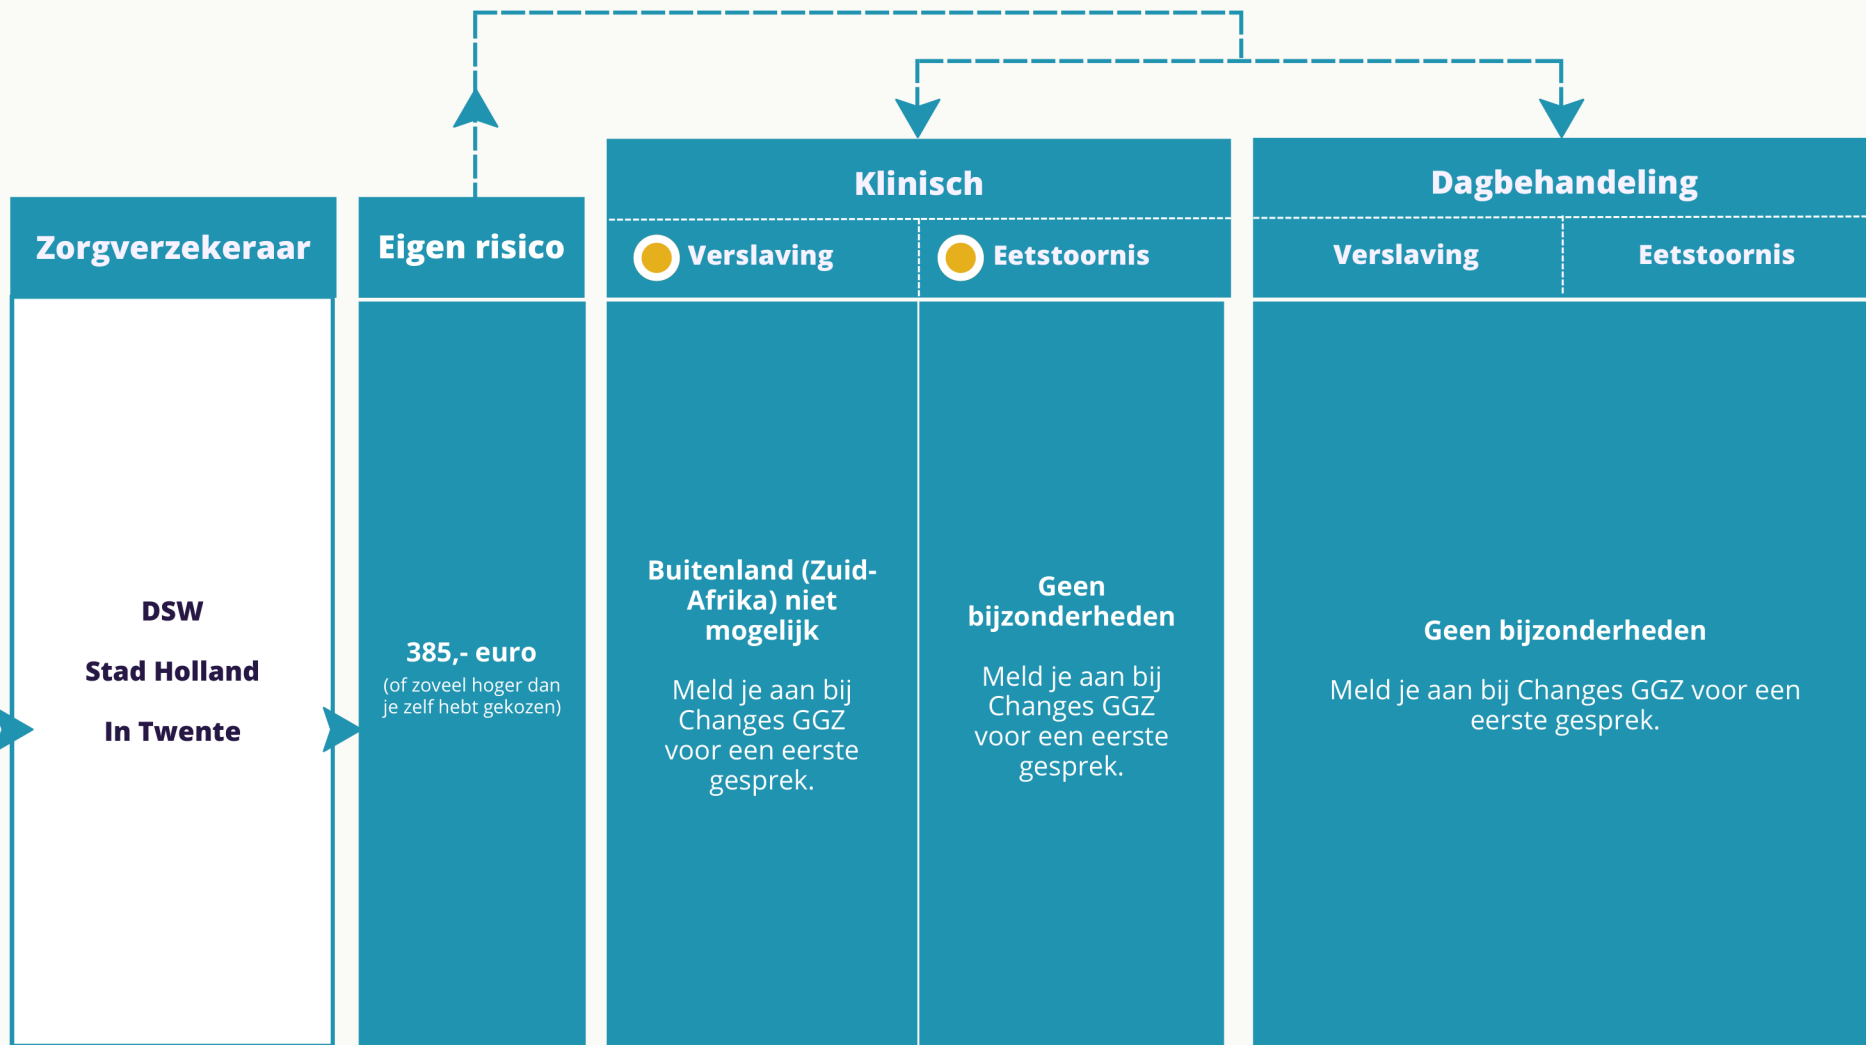 Zorgverzekeraar
Eigen risico
Klinisch
Verslaving
Eetstoornis
Dagbehandeling
Verslaving
Eetstoornis
DSW
Stad Holland
In Twente
385,- euro
(of zoveel hoger dan
je zelf hebt gekozen)
Buitenland (Zuid-
Afrika) niet
mogelijk
Meld je aan bij
Changes GGZ
voor een eerste
gesprek.
Geen
bijzonderheden
Meld je aan bij
Changes GGZ
voor een eerste
gesprek.
Geen bijzonderheden
Meld je aan bij Changes GGZ voor een
eerste gesprek.